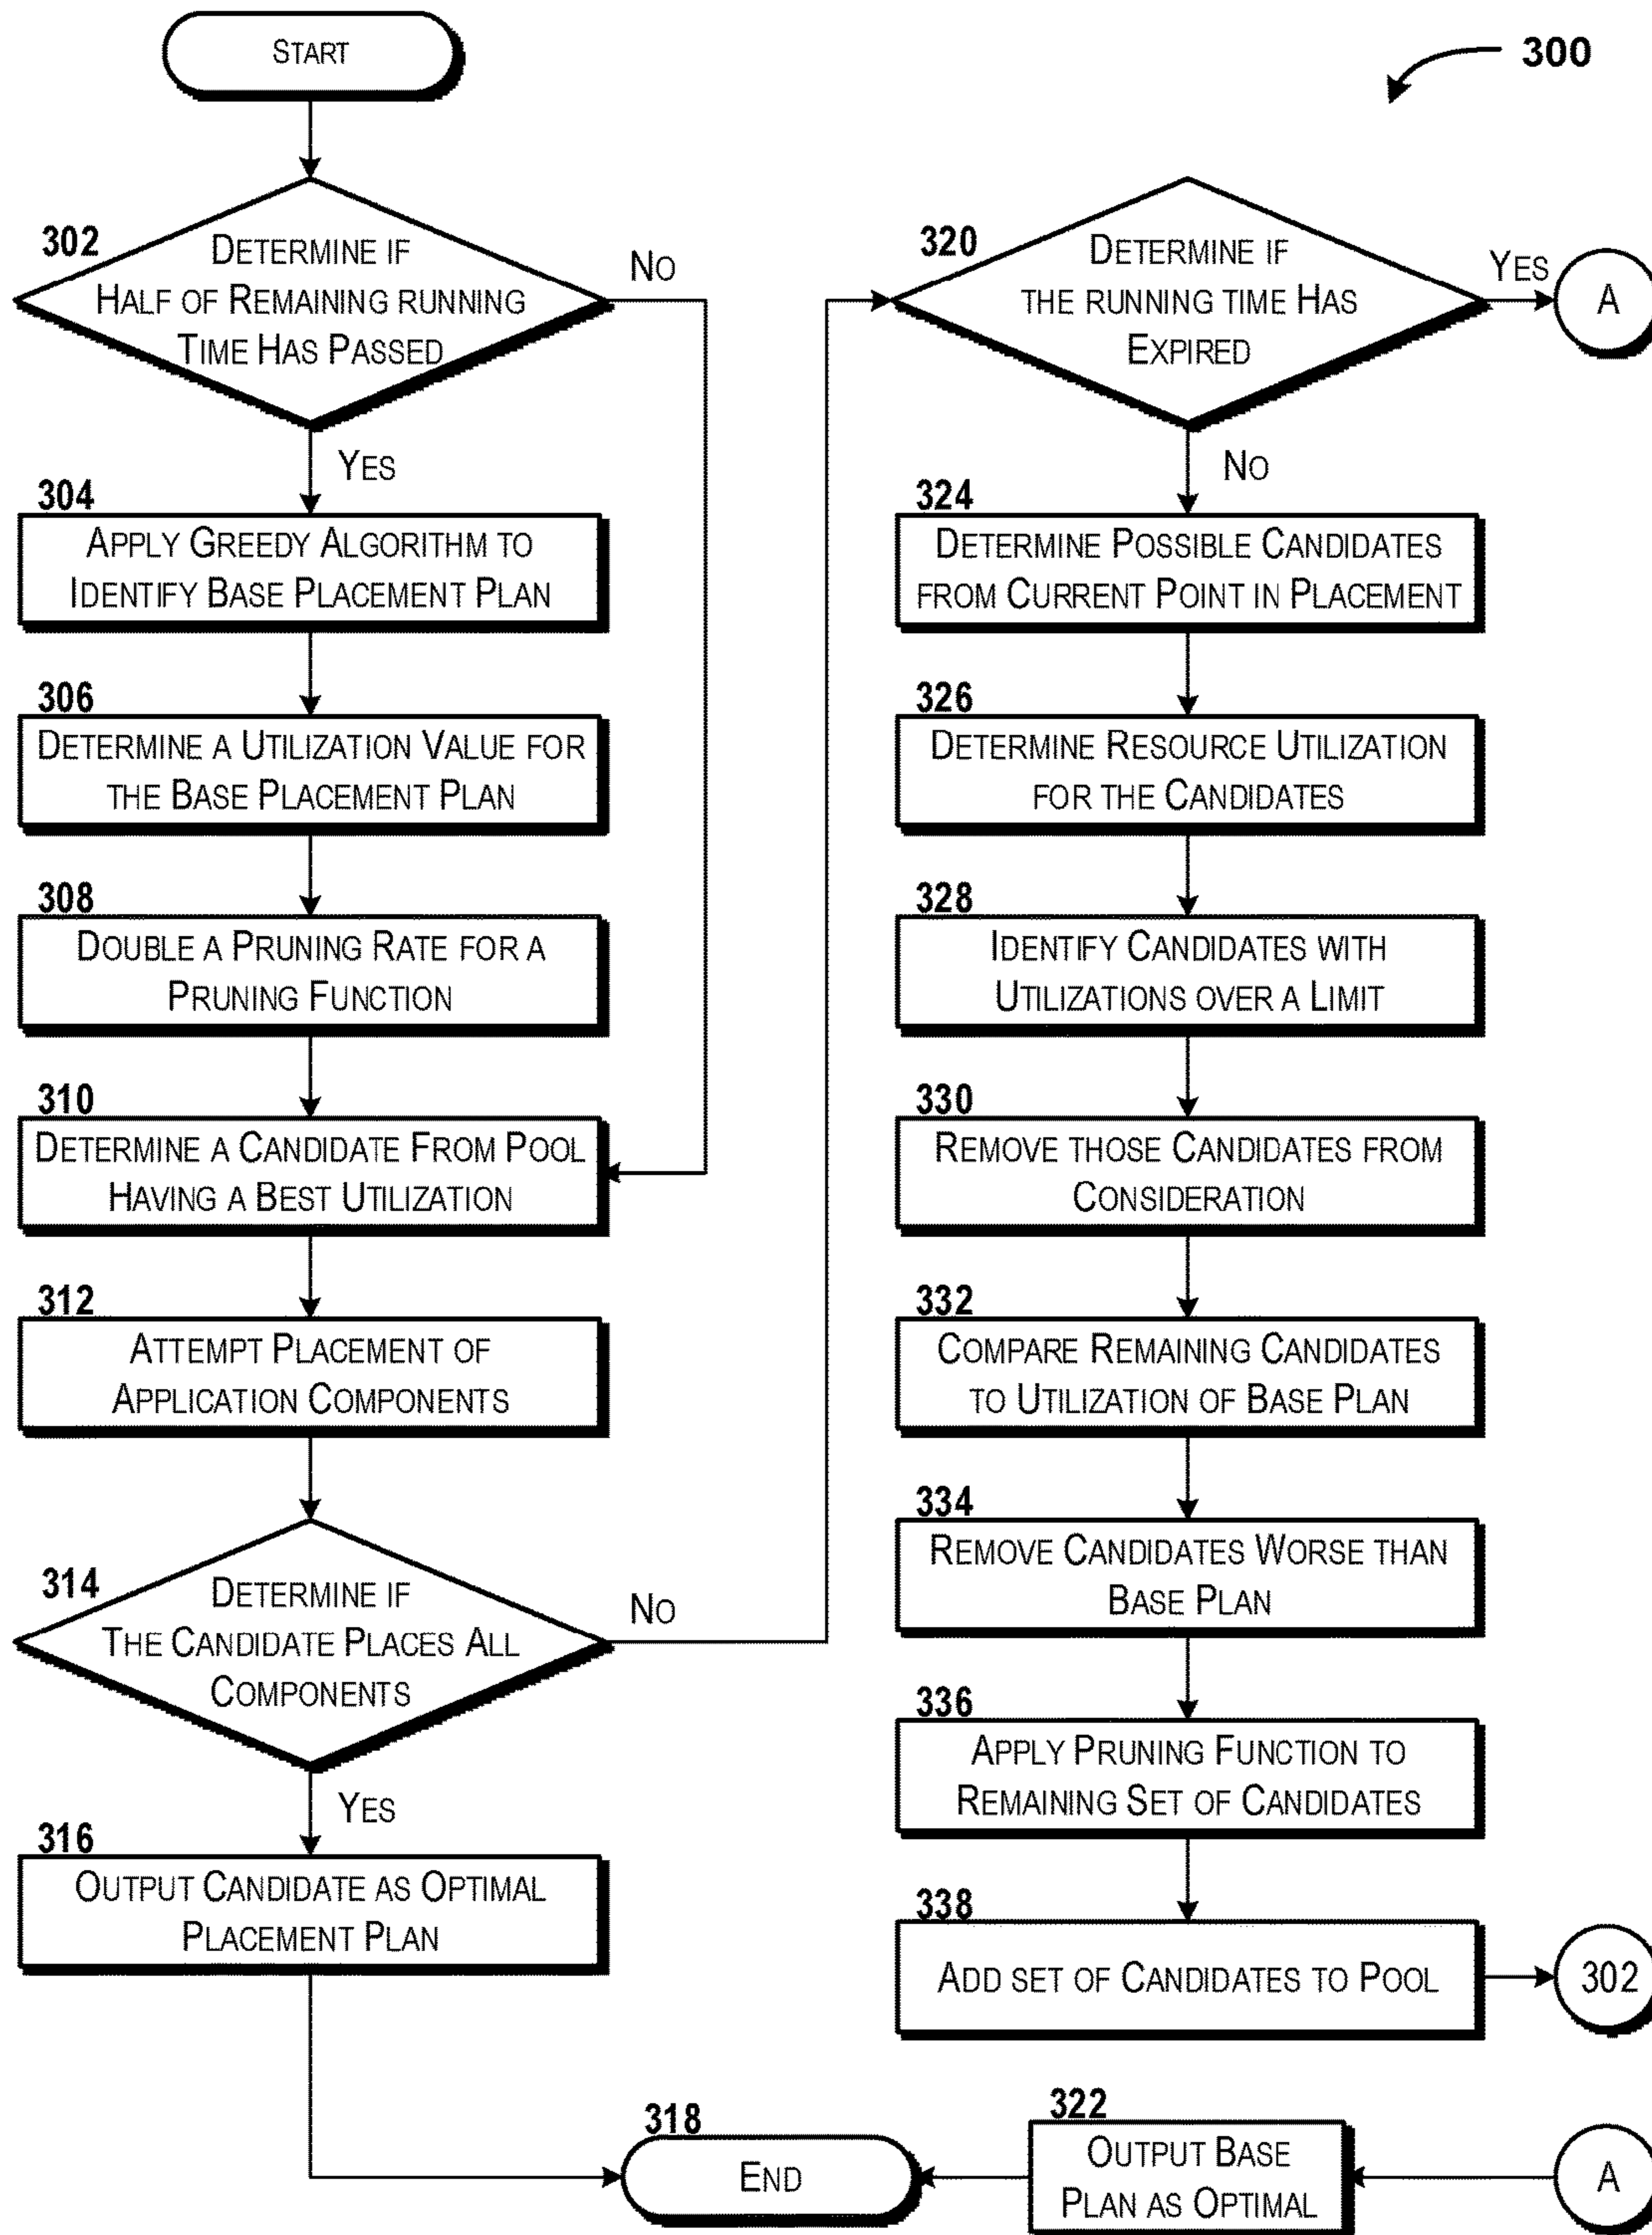 START
300
302
DETERMINE IF
HALF OF REMAINING RUNNING
TIME HAS PASSED
NO
YES
304
APPLY GREEDY ALGORITHM TO
IDENTIFY BASE PLACEMENT PLAN
306
DETERMINE A UTILIZATION VALUE FOR
THE BASE PLACEMENT PLAN
308
DOUBLE A PRUNING RATE FOR A
PRUNING FUNCTION
310
DETERMINE A CANDIDATE FROM POOL
HAVING A BEST UTILIZATION
312
ATTEMPT PLACEMENT OF
APPLICATION COMPONENTS
314
DETERMINE IF
THE CANDIDATE PLACES ALL
COMPONENTS
NO
YES
316
OUTPUT CANDIDATE AS OPTIMAL
PLACEMENT PLAN
320
DETERMINE IF
THE RUNNING TIME HAS
EXPIRED
YES
A
NO
324
DETERMINE POSSIBLE CANDIDATES
FROM CURRENT POINT IN PLACEMENT
326
DETERMINE RESOURCE UTILIZATION
FOR THE CANDIDATES
328
IDENTIFY CANDIDATES WITH
UTILIZATIONS OVER A LIMIT
330
REMOVE THOSE CANDIDATES FROM
CONSIDERATION
332
COMPARE REMAINING CANDIDATES
TO UTILIZATION OF BASE PLAN
334
REMOVE CANDIDATES WORSE THAN
BASE PLAN
336
APPLY PRUNING FUNCTION TO
REMAINING SET OF CANDIDATES
338
ADD SET OF CANDIDATES TO POOL
302
318
END
322
OUTPUT BASE
PLAN AS OPTIMAL
A